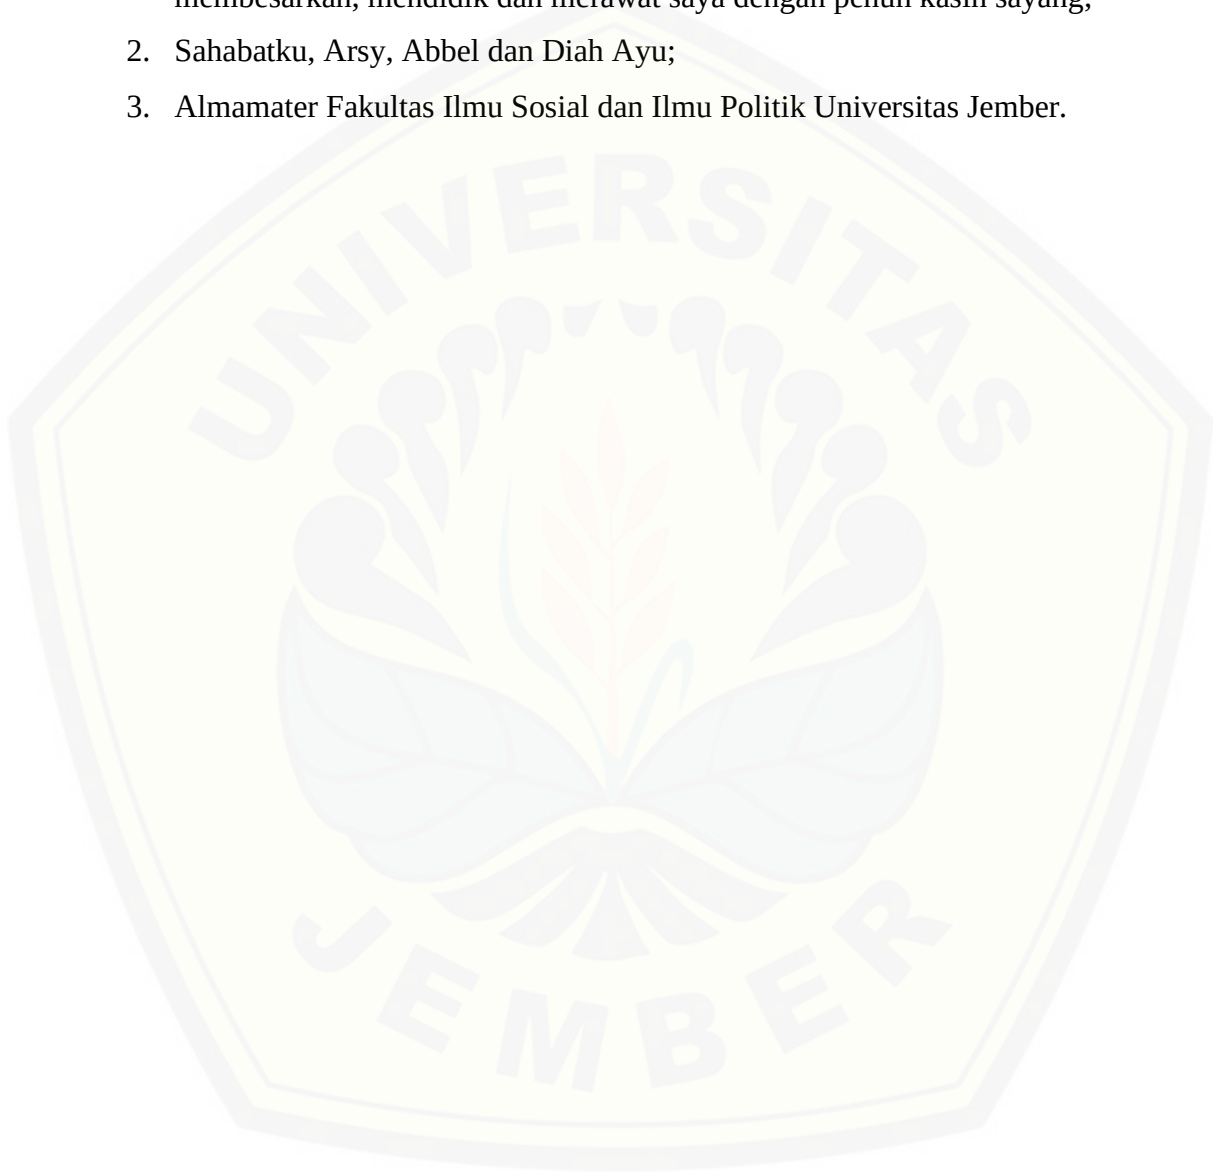 membesarkan, mendidik dan merawat saya dengan penuh kasih sayang;
2. Sahabatku, Arsy, Abbel dan Diah Ayu;
3. Almamater Fakultas Ilmu Sosial dan Ilmu Politik Universitas Jember.
UNIVERSITAS
JEMBER